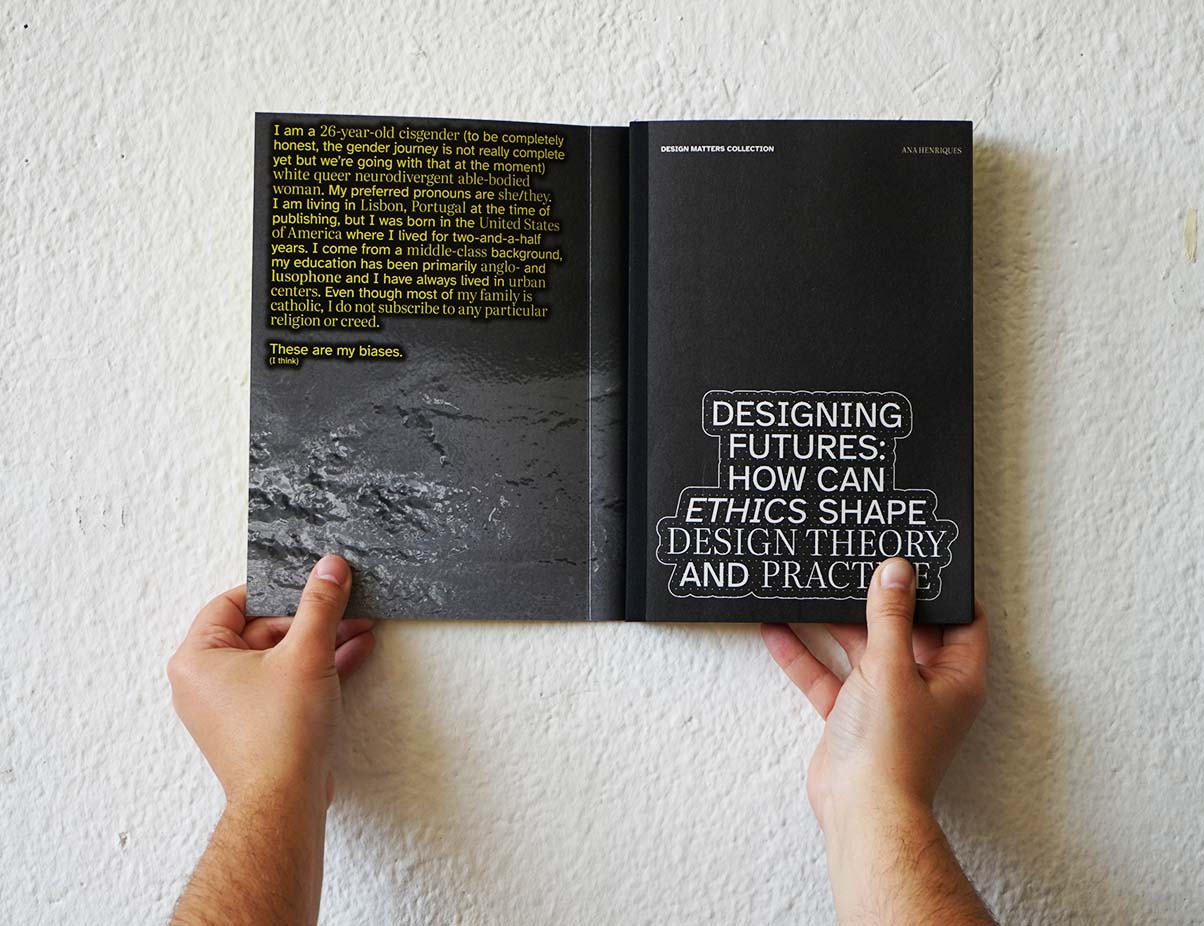 I am a 26-year-old cisgender (to be completely
honest, the gender journey is not really complete
yet but we're going with that at the moment)
white queer neurodivergent able-bodied
woman. My preferred pronouns are she/they.
I am living in Lisbon, Portugal at the time of
publishing, but I was born in the United States
of America where I lived for two-and-a-half
years. I come from a middle-class background,
my education has been primarily anglo- and
lusophone and I have always lived in urban
centers. Even though most of my family is
catholic, I do not subscribe to any particular
religion or creed.
These are my biases.
(I think)
DESIGN MATTERS COLLECTION
ANA HENRIQUES
DESIGNING
FUTURES:
HOW CAN
ETHICS SHAPE
DESIGN THEORY
AND